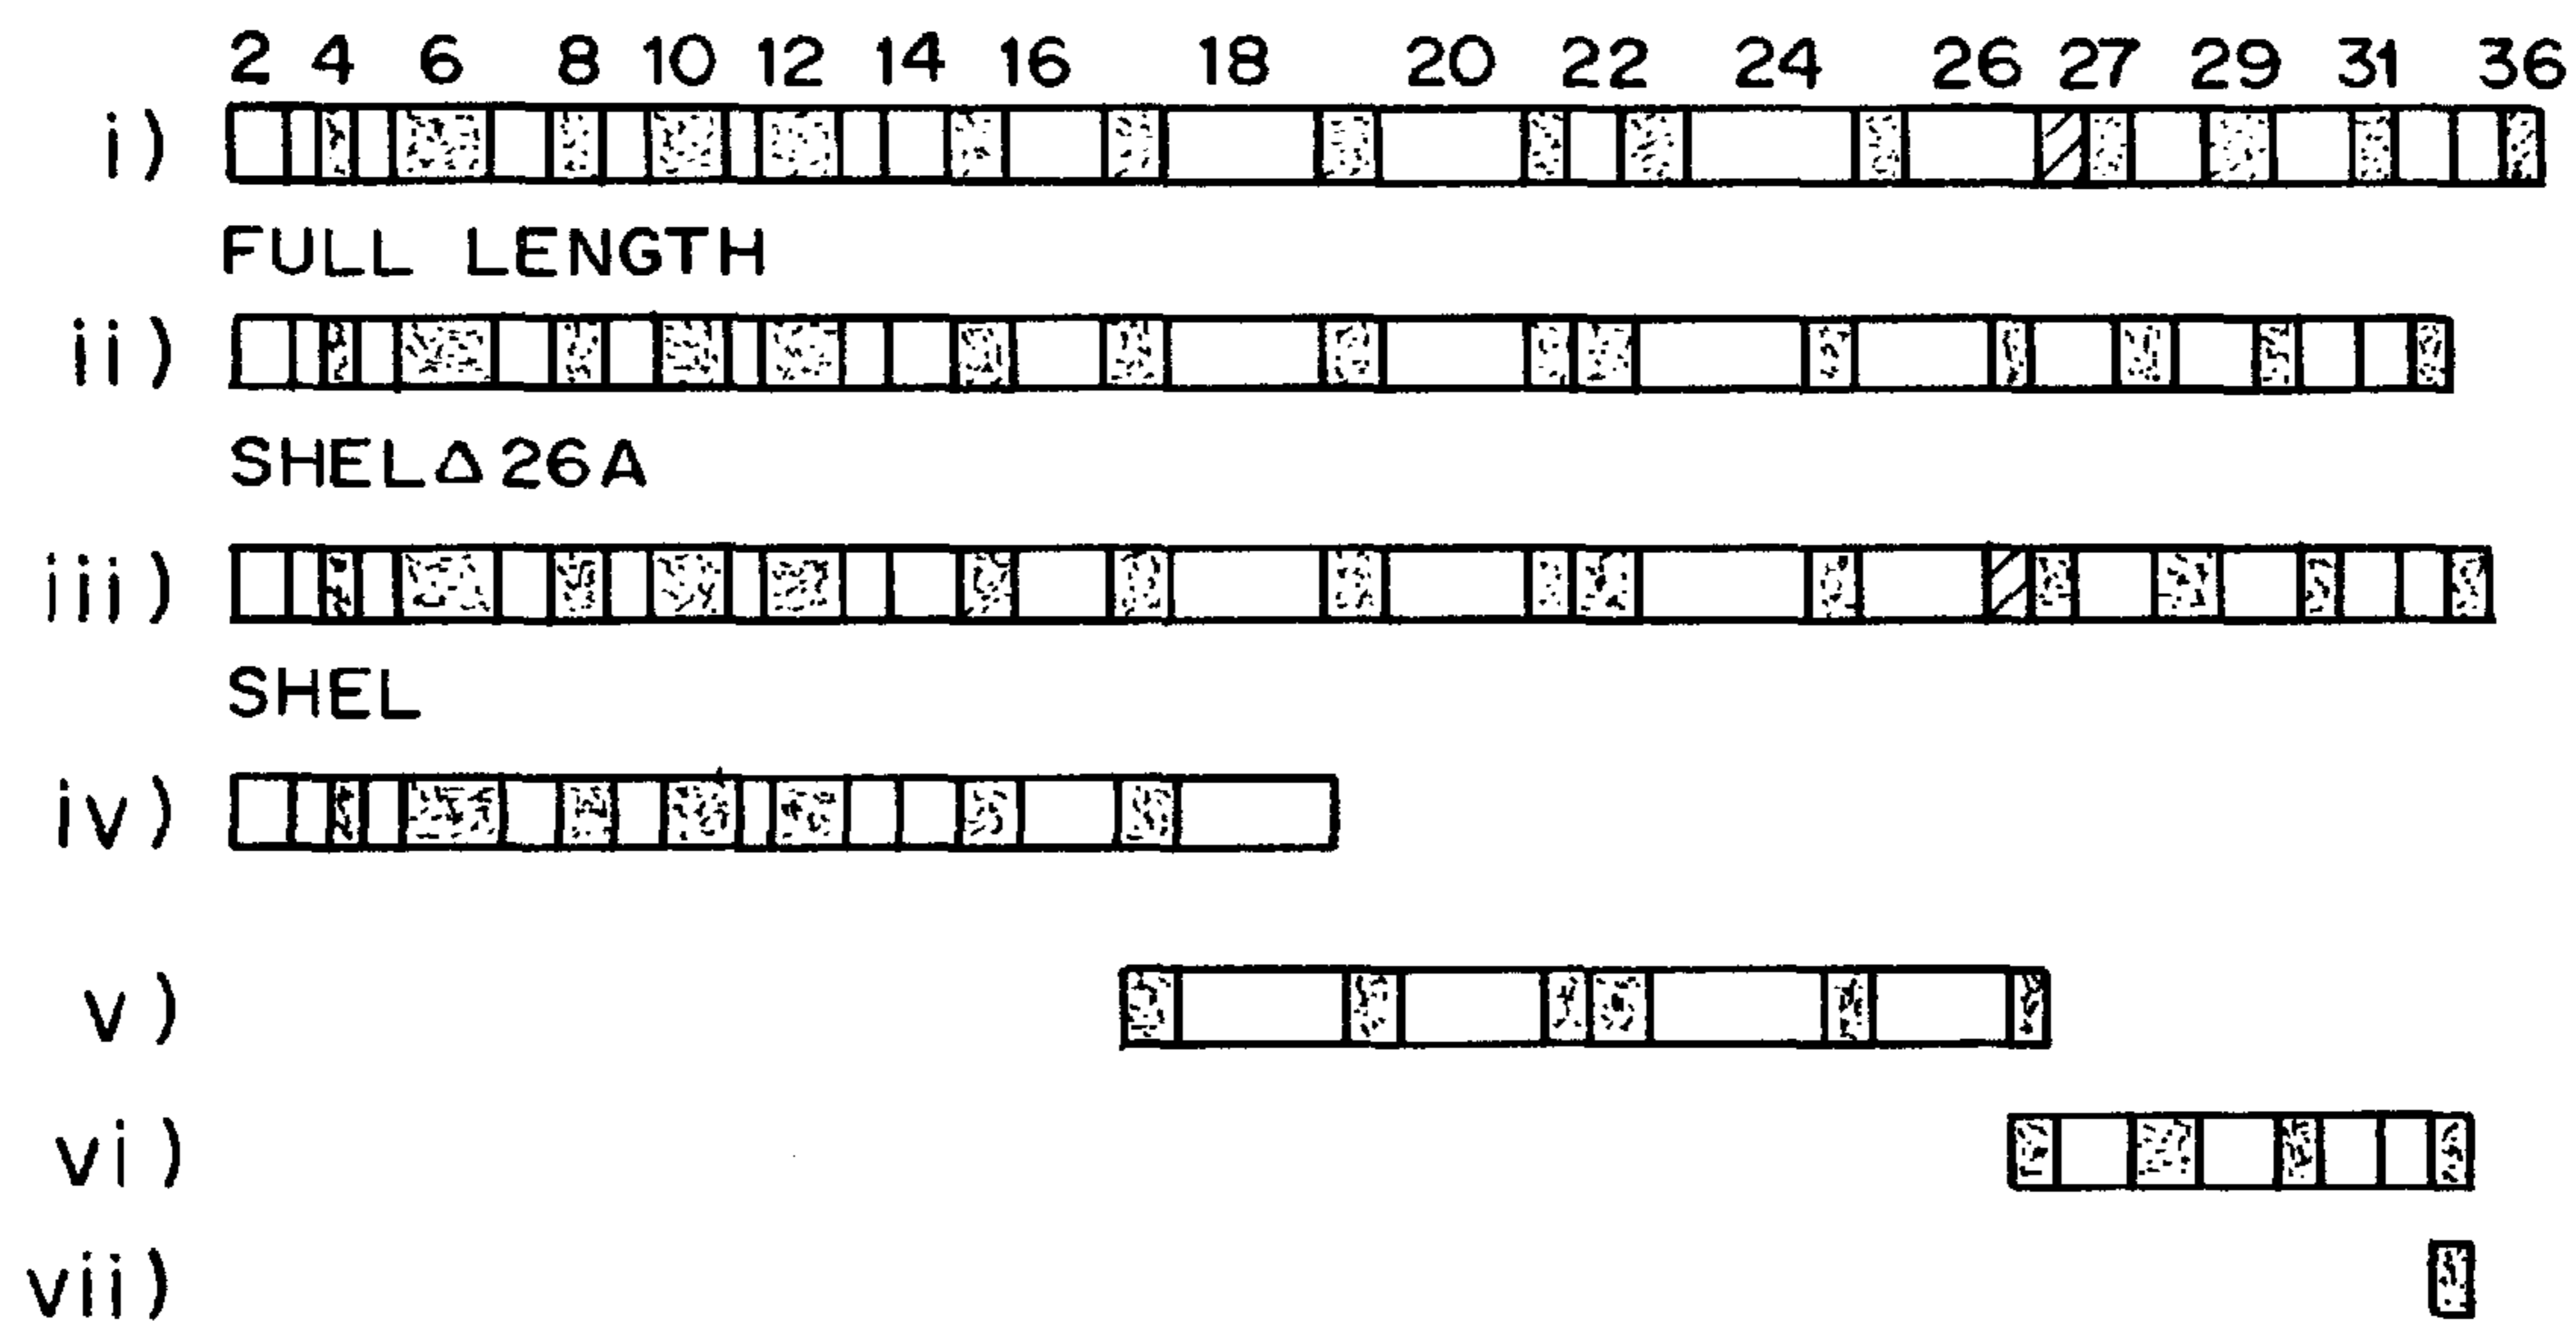 2 4 6 8 10 12 14 16 18 20 22 24 26 27 29 31 36
i)
FULL LENGTH
ii)
SHELΔ26A
iii)
SHEL
iv)
v)
vi)
vii)